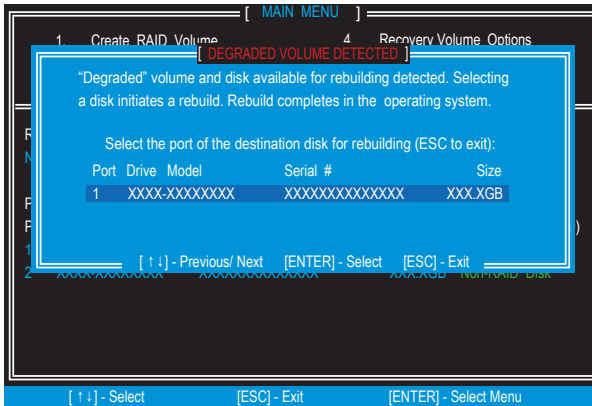 [ MAIN MENU ]
1. Create RAID Volume 4 Recovery Volume Options
[ DEGRADED VOLUME DETECTED ]
“Degraded” volume and disk available for rebuilding detected. Selecting
a disk initiates a rebuild. Rebuild completes in the operating system.
Select the port of the destination disk for rebuilding (ESC to exit):
Port Drive Model Serial # Size
1 XXXX-XXXXXXXX XXXXXXXXXXXXXX XXX.XGB
[ ↑↓] - Previous/ Next [ENTER] - Select [ESC] - Exit
2 XXXX-XXXXXXXX XXXXXXXXXXXXXX XXX.XGB Non-RAID Disk
[ ↑↓] - Select [ESC] - Exit [ENTER] - Select Menu